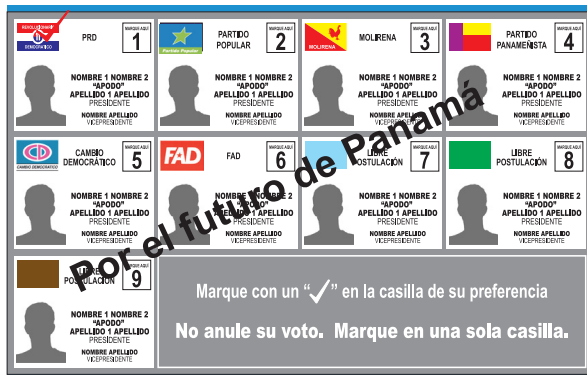 REVOLUCIONARIO
DEMOCRÁTICO
PRD
MARQUE AQUÍ
1
NOMBRE 1 NOMBRE 2
“APODO”
APELLIDO 1 APELLIDO
PRESIDENTE
NOMBRE APELLIDO
VICEPRESIDENTE
Partido Popular
PARTIDO
POPULAR
MARQUE AQUÍ
2
NOMBRE 1 NOMBRE 2
“APODO”
APELLIDO 1 APELLIDO
PRESIDENTE
NOMBRE APELLIDO
VICEPRESIDENTE
MOLIRENA
MOLIRENA
MARQUE AQUÍ
3
NOMBRE 1 NOMBRE 2
“APODO”
APELLIDO 1 APELLIDO
PRESIDENTE
NOMBRE APELLIDO
VICEPRESIDENTE
PARTIDO
PANAMEÑISTA
MARQUE AQUÍ
4
NOMBRE 1 NOMBRE 2
“APODO”
APELLIDO 1 APELLIDO
PRESIDENTE
NOMBRE APELLIDO
VICEPRESIDENTE
CD
CAMBIO DEMOCRÁTICO
CAMBIO
DEMOCRÁTICO
MARQUE AQUÍ
5
NOMBRE 1 NOMBRE 2
“APODO”
APELLIDO 1 APELLIDO
PRESIDENTE
NOMBRE APELLIDO
VICEPRESIDENTE
FAD
FAD
MARQUE AQUÍ
6
NOMBRE 1 NOMBRE 2
“APODO”
APELLIDO 1 APELLIDO
PRESIDENTE
NOMBRE APELLIDO
VICEPRESIDENTE
LIBRE
POSTULACIÓN
MARQUE AQUÍ
7
NOMBRE 1 NOMBRE 2
“APODO”
APELLIDO 1 APELLIDO
PRESIDENTE
NOMBRE APELLIDO
VICEPRESIDENTE
LIBRE
POSTULACIÓN
MARQUE AQUÍ
8
NOMBRE 1 NOMBRE 2
“APODO”
APELLIDO 1 APELLIDO
PRESIDENTE
NOMBRE APELLIDO
VICEPRESIDENTE
LIBRE
POSTULACIÓN
MARQUE AQUÍ
9
NOMBRE 1 NOMBRE 2
“APODO”
APELLIDO 1 APELLIDO
PRESIDENTE
NOMBRE APELLIDO
VICEPRESIDENTE
Por el futuro de Panamá
Marque con un “✓” en la casilla de su preferencia
No anule su voto. Marque en una sola casilla.